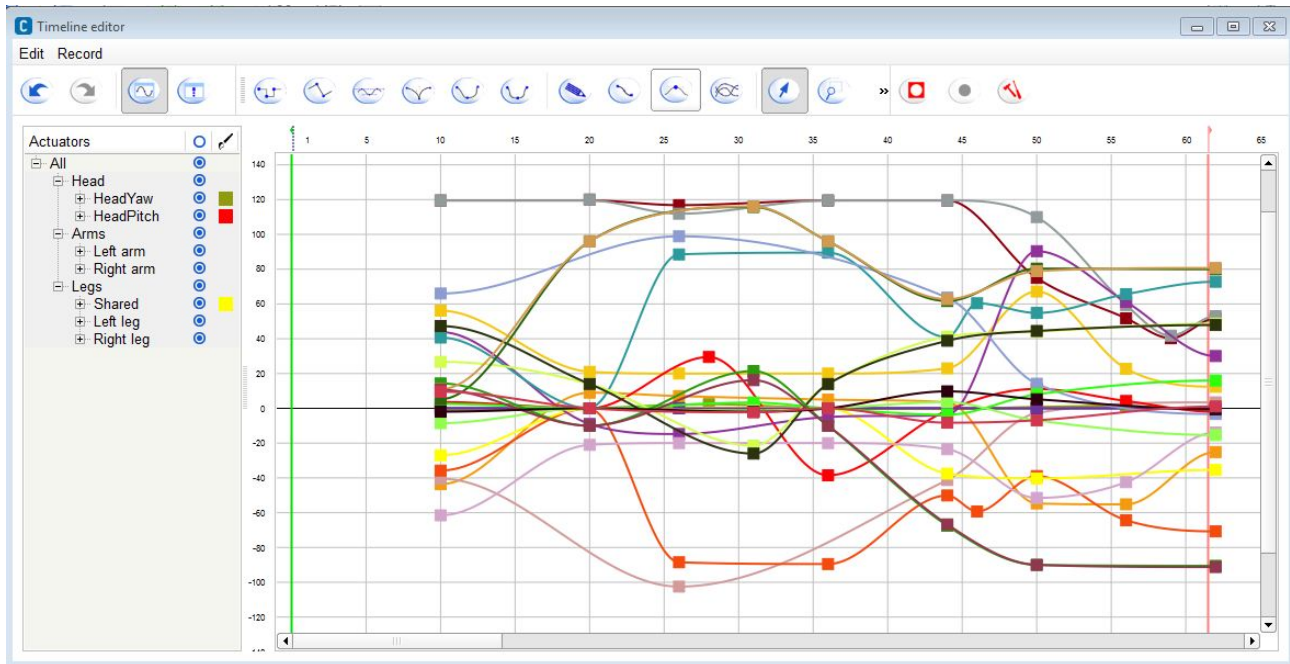 Timeline editor
Edit Record
»
Actuators
All
Head
HeadYaw
HeadPitch
Arms
Left arm
Right arm
Legs
Shared
Left leg
Right leg
1 5 10 15 20 25 30 35 40 45 50 55 60 65
140
120
100
80
60
40
20
0
-20
-40
-60
-80
-100
-120